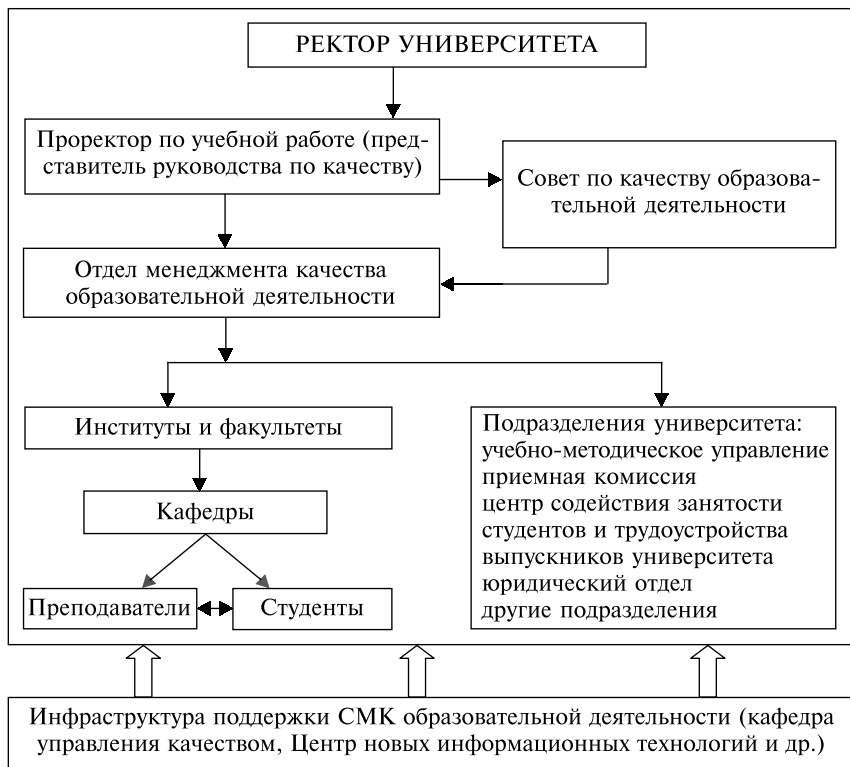 РЕКТОР УНИВЕРСИТЕТА
Проректор по учебной работе (пред-
ставитель руководства по качеству)
Совет по качеству образова-
тельной деятельности
Отдел менеджмента качества
образовательной деятельности
Институты и факультеты
Кафедры
Преподаватели
Студенты
Подразделения университета:
учебно-методическое управление
приемная комиссия
центр содействия занятости
студентов и трудоустройства
выпускников университета
юридический отдел
другие подразделения
Инфраструктура поддержки СМК образовательной деятельности (кафедра
управления качеством, Центр новых информационных технологий и др.)